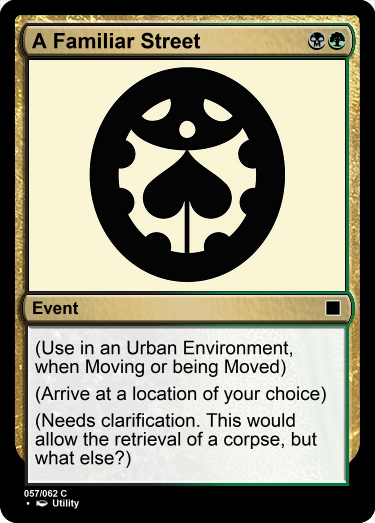 A Familiar Street
Event
(Use in an Urban Environment,
when Moving or being Moved)
(Arrive at a location of your choice)
(Needs clarification. This would
allow the retrieval of a corpse, but
what else?)
057/062 C
• Utility